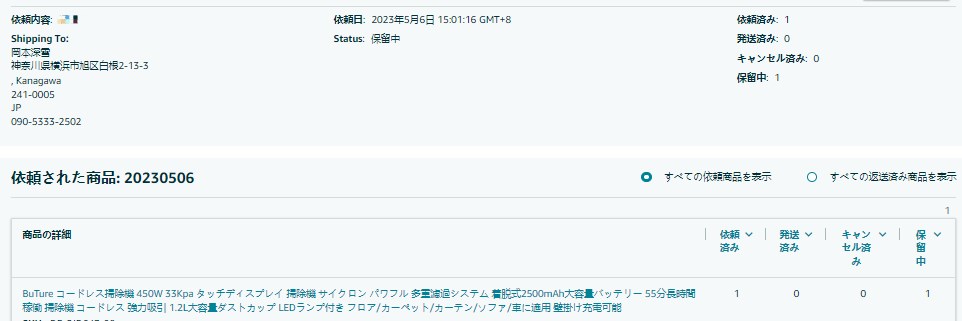 依頼内容:
Shipping To:
岡本深雪
神奈川県横浜市旭区白根2-13-3
, Kanagawa
241-0005
JP
090-5333-2502
依頼日: 2023年5月6日 15:01:16 GMT+8
Status: 保留中
依頼済み: 1
発送済み: 0
キャンセル済み: 0
保留中: 1
依頼された商品: 20230506
すべての依頼商品を表示
すべての返送済み商品を表示
1
商品の詳細
依頼済み
発送済み
キャンセル済み
保留中
BuTure コードレス掃除機 450W 33Kpa タッチディスプレイ 掃除機 サイクロン パワフル 多重濾過システム 着脱式2500mAh大容量バッテリー 55分長時間
稼働 掃除機 コードレス 強力吸引 1.2L大容量ダストカップ LEDランプ付き フロア/カーペット/カーテン/ソファ/車に適用 壁掛け充電可能
1
0
0
1